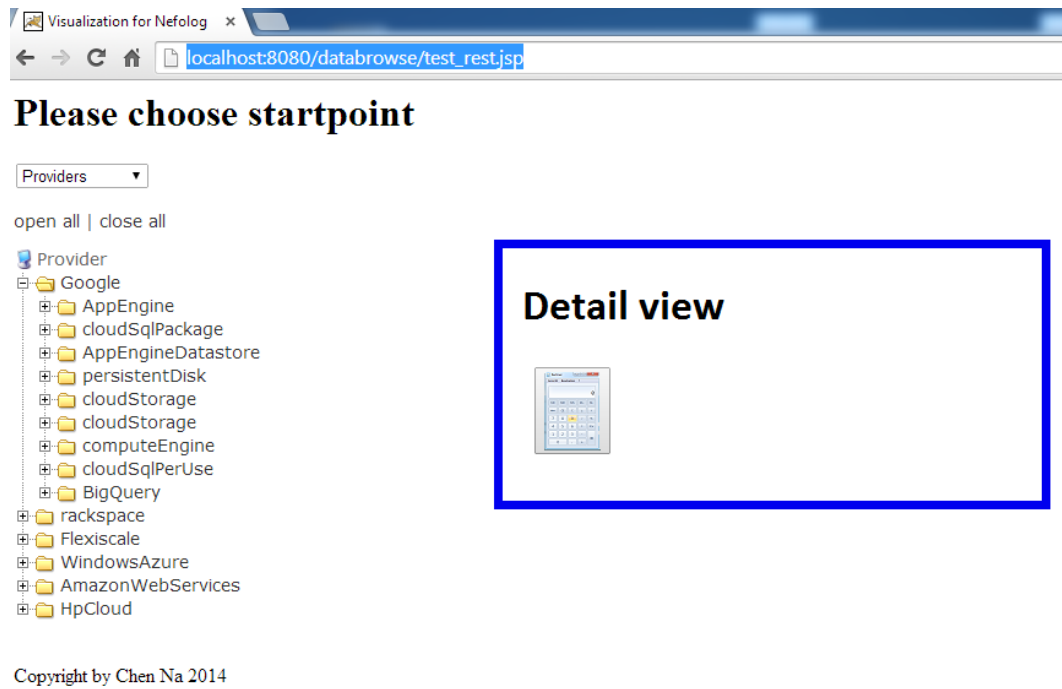 Visualization for Nefolog
localhost:8080/databrowse/test_rest.jsp
Please choose startpoint
Providers
open all | close all
Provider
Google
AppEngine
cloudSqlPackage
AppEngineDatastore
persistentDisk
cloudStorage
cloudStorage
computeEngine
cloudSqlPerUse
BigQuery
rackspace
Flexiscale
WindowsAzure
AmazonWebServices
HpCloud
Detail view
Copyright by Chen Na 2014